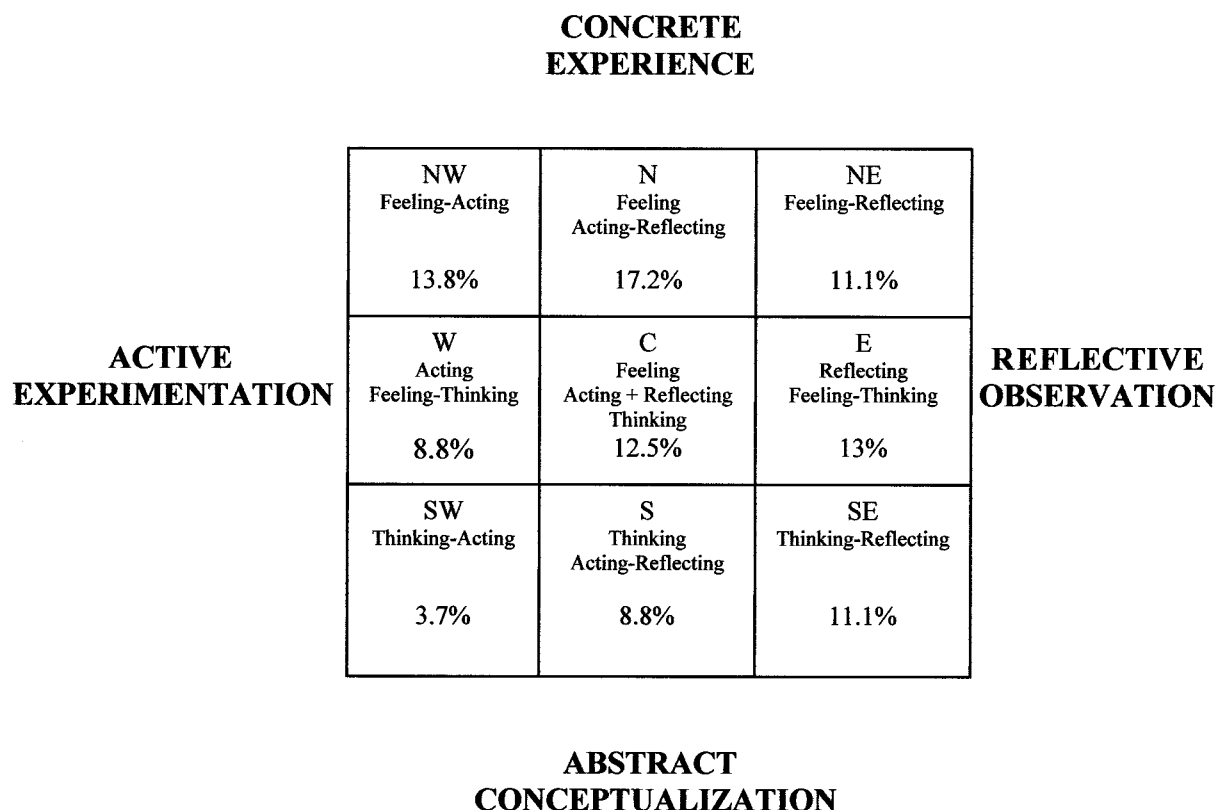 CONCRETE
EXPERIENCE
NW
Feeling-Acting
13.8%
N
Feeling
Acting-Reflecting
17.2%
NE
Feeling-Reflecting
11.1%
ACTIVE
EXPERIMENTATION
W
Acting
Feeling-Thinking
8.8%
C
Feeling
Acting + Reflecting
Thinking
12.5%
E
Reflecting
Feeling-Thinking
13%
REFLECTIVE
OBSERVATION
SW
Thinking-Acting
3.7%
S
Thinking
Acting-Reflecting
8.8%
SE
Thinking-Reflecting
11.1%
ABSTRACT
CONCEPTUALIZATION